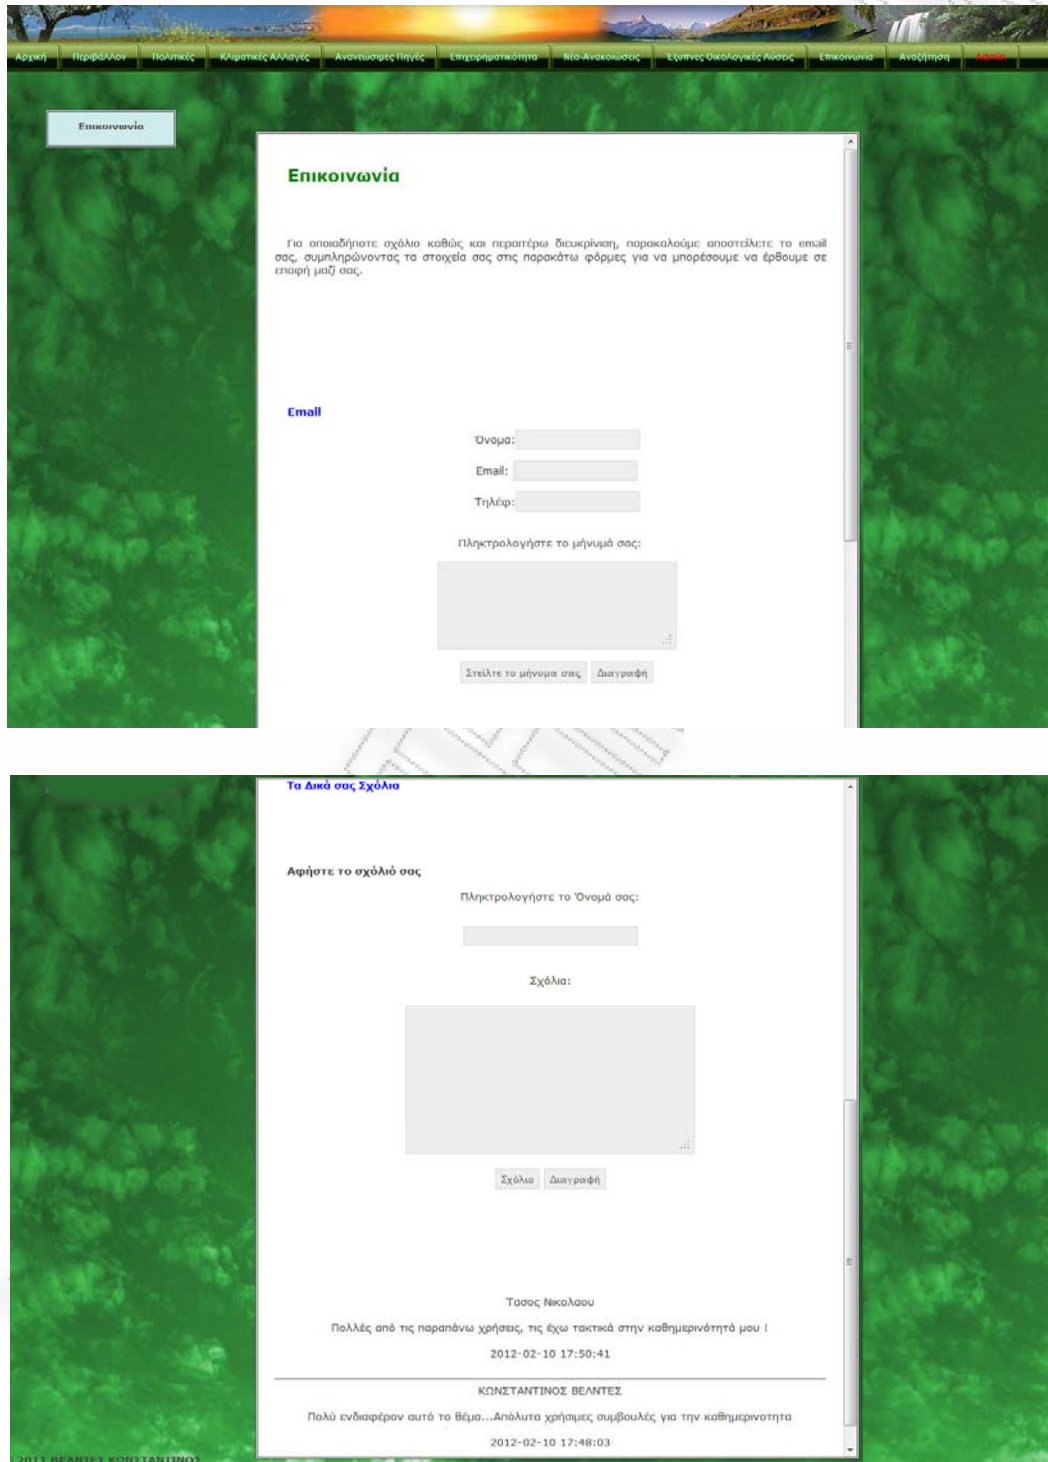 Αρχική Περιβάλλον Πολιτικές Κλιματικές Αλλαγές Ανανεώσιμες Πηγές Επιχειρηματικότητα Νέα-Ανακοινώσεις Έξυπνες Οικολογικές Λύσεις Επικοινωνία Αναζήτηση
Επικοινωνία
Επικοινωνία
Για οποιαδήποτε σχόλιο καθώς και περαιτέρω διευκρίνιση, παρακαλούμε αποστείλετε το email
σας, συμπληρώνοντας τα στοιχεία σας στις παρακάτω φόρμες για να μπορέσουμε να έρθουμε σε
επαφή μαζί σας.
Email
Όνομα:
Email:
Τηλέφ:
Πληκτρολογήστε το μήνυμά σας:
Στείλτε το μήνυμα σας Διαγραφή
Τα Δικά σας Σχόλια
Αφήστε το σχόλιό σας
Πληκτρολογήστε το Όνομά σας:
Σχόλια:
Σχόλιο Διαγραφή
Τασος Νικολαου
Πολλές από τις παραπάνω χρήσεις, τις έχω τακτικά στην καθημερινότητά μου !
2012-02-10 17:50:41
ΚΩΝΣΤΑΝΤΙΝΟΣ ΒΕΛΝΤΕΣ
Πολύ ενδιαφέρον αυτό το θέμα...Απόλυτα χρήσιμες συμβουλές για την καθημερινοτητα
2012-02-10 17:48:03
2011 ΒΕΛΝΤΕΣ ΚΩΝΣΤΑΝΤΙΝΟΣ